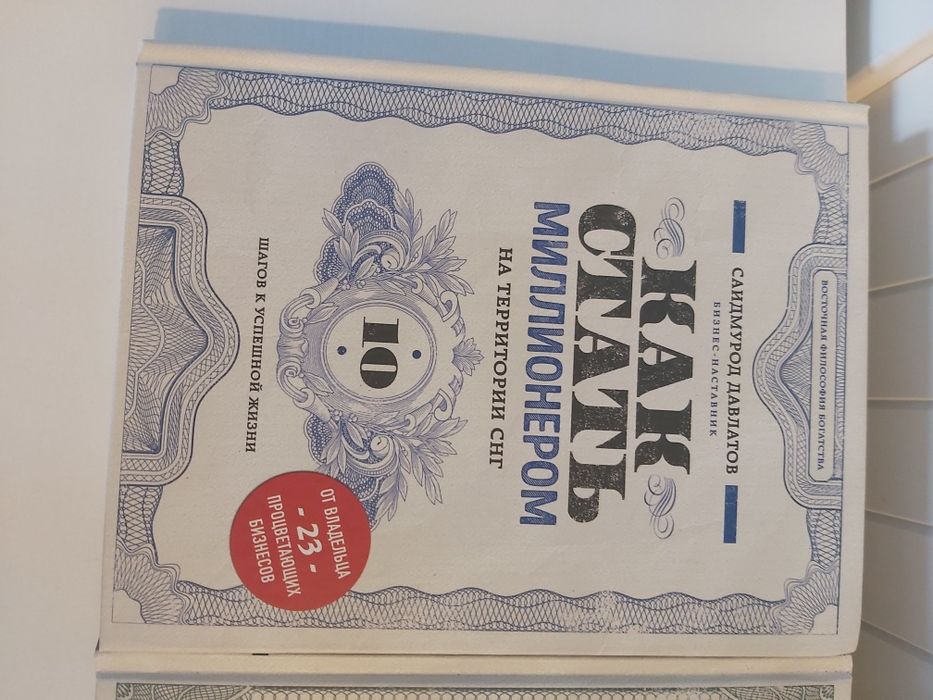 ВОСТОЧНАЯ ФИЛОСОФИЯ БОГАТСТВА
САИДМУРОД ДАВЛАТОВ
БИЗНЕС-НАСТАВНИК
КАК
СТАТЬ
МИЛЛИОНЕРОМ
НА ТЕРРИТОРИИ СНГ
10
ШАГОВ К УСПЕШНОЙ ЖИЗНИ
ОТ ВЛАДЕЛЬЦА
- 23 -
ПРОЦВЕТАЮЩИХ
БИЗНЕСОВ